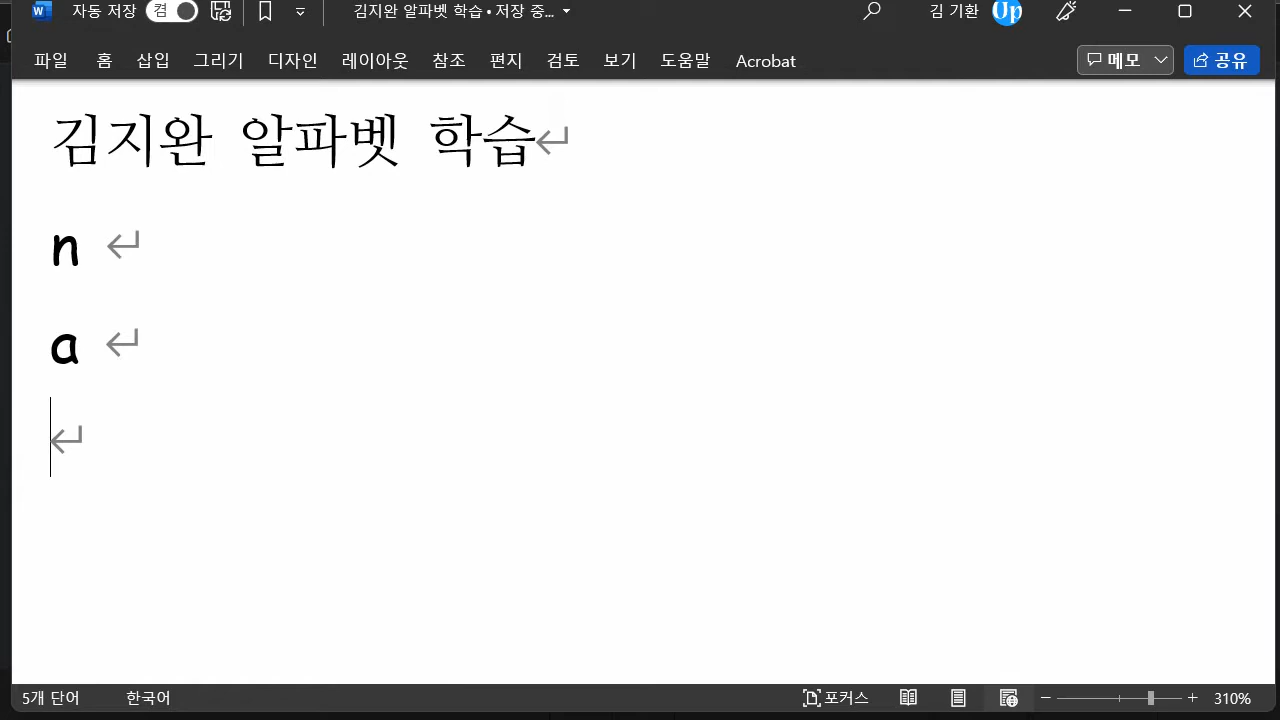 자동 저장 켬 김지완 알파벳 학습 • 저장 중... 김 기환 Up
파일 홈 삽입 그리기 디자인 레이아웃 참조 편지 검토 보기 도움말 Acrobat 메모 공유
김지완 알파벳 학습↵
n ↵
a ↵
↵
5개 단어 한국어 포커스 310%